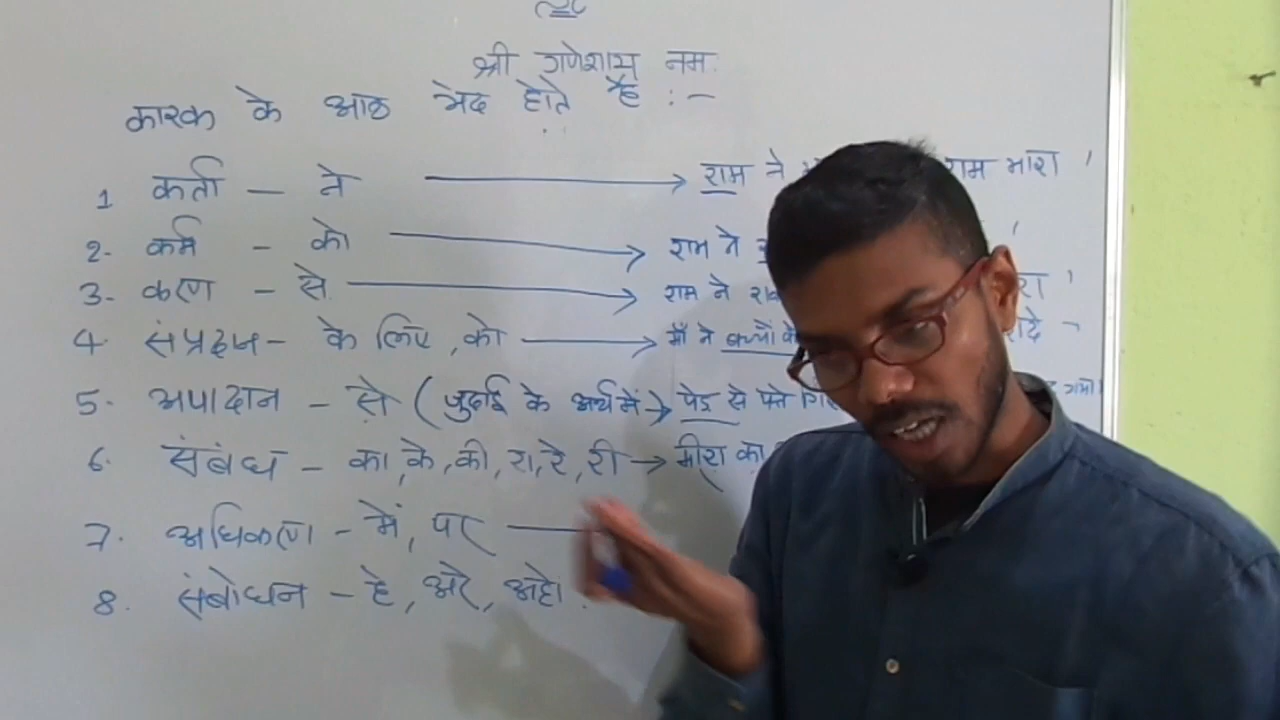 श्री गणेशाय नमः
कारक के आठ भेद होते है :-
1 कर्ता - ने → राम ने राम मारा ।
2- कर्म - को → राम ने ।
3- करण - से → राम ने ।
4- संप्रदान - के लिए, को → माँ ने बच्चों के
5- अपादान - से (जुदाई के अर्थ में → पेड़ से पत्ते
6- संबंध - का, के, की, रा, रे, री → मीरा का
7. अधिकरण - में, पर
8. संबोधन - हे, अरे, अहो